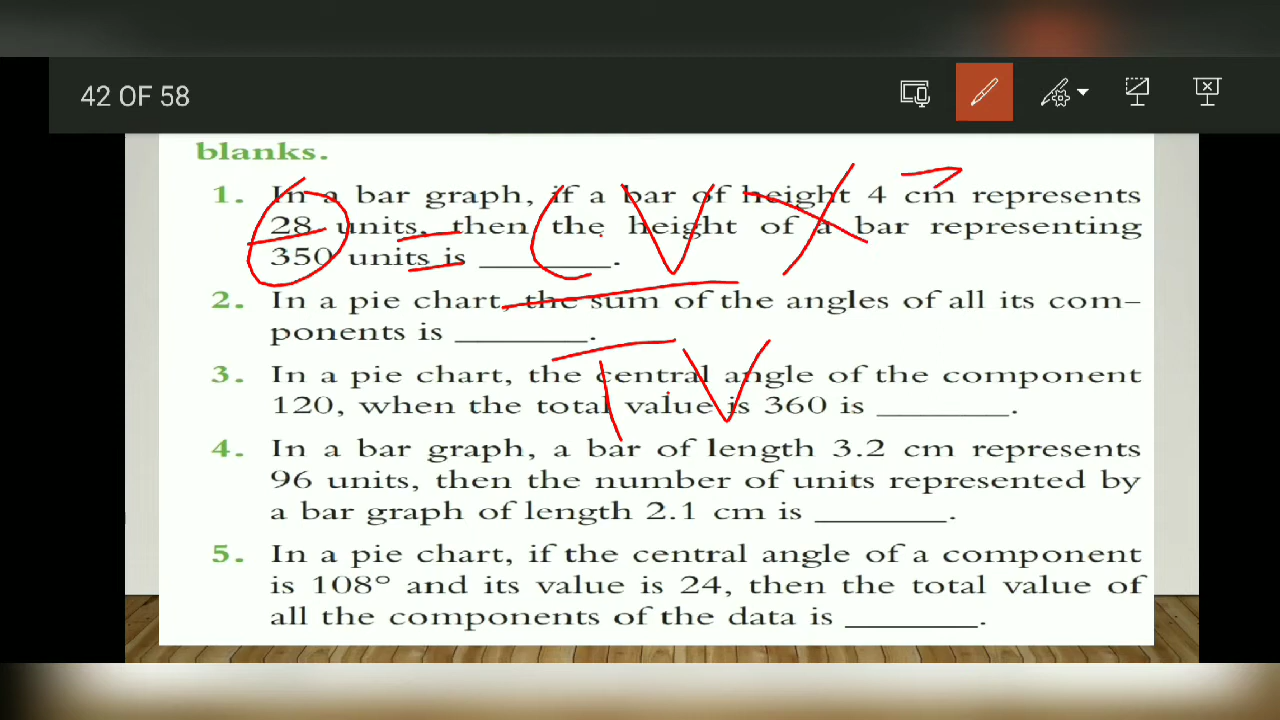 42 OF 58
blanks.
1. In a bar graph, if a bar of height 4 cm represents
28 units, then the height of a bar representing
350 units is ________.
2. In a pie chart, the sum of the angles of all its com–
ponents is ________.
3. In a pie chart, the central angle of the component
120, when the total value is 360 is ________.
4. In a bar graph, a bar of length 3.2 cm represents
96 units, then the number of units represented by
a bar graph of length 2.1 cm is ________.
5. In a pie chart, if the central angle of a component
is 108° and its value is 24, then the total value of
all the components of the data is ________.